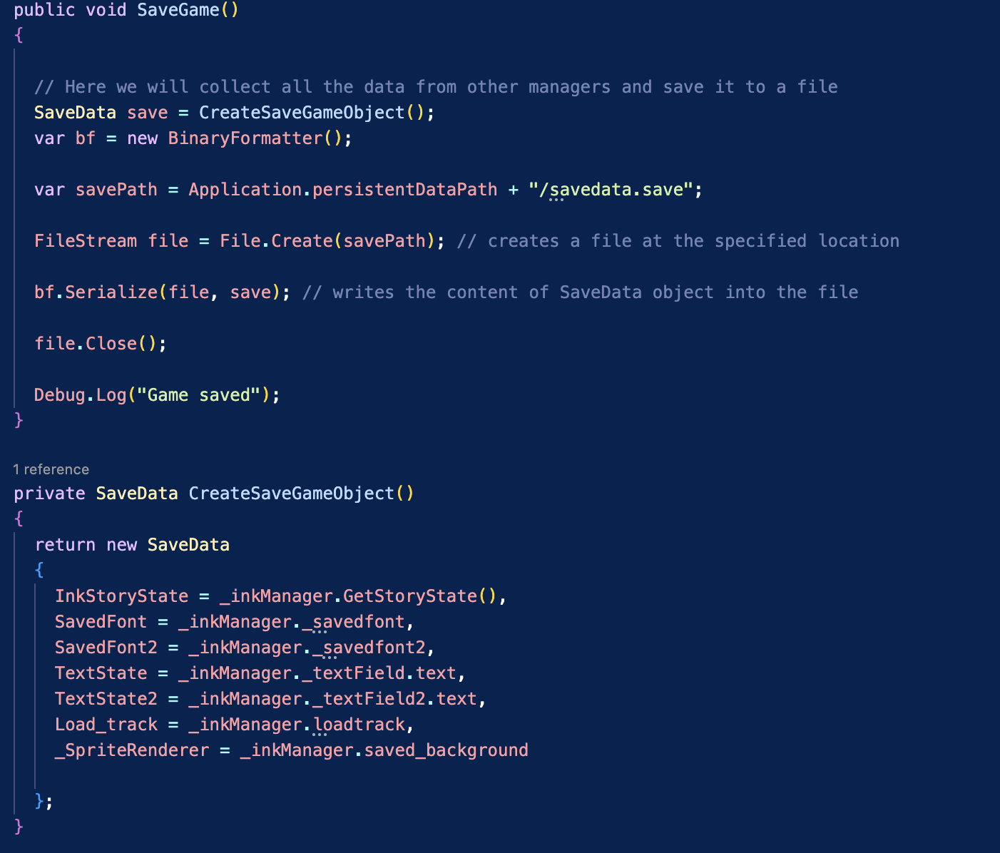 public void SaveGame()
{
// Here we will collect all the data from other managers and save it to a file
SaveData save = CreateSaveGameObject();
var bf = new BinaryFormatter();
var savePath = Application.persistentDataPath + "/savedata.save";
FileStream file = File.Create(savePath); // creates a file at the specified location
bf.Serialize(file, save); // writes the content of SaveData object into the file
file.Close();
Debug.Log("Game saved");
}
1 reference
private SaveData CreateSaveGameObject()
{
return new SaveData
{
InkStoryState = _inkManager.GetStoryState(),
SavedFont = _inkManager._savedfont,
SavedFont2 = _inkManager._savedfont2,
TextState = _inkManager._textField.text,
TextState2 = _inkManager._textField2.text,
Load_track = _inkManager.loadtrack,
_SpriteRenderer = _inkManager.saved_background
};
}